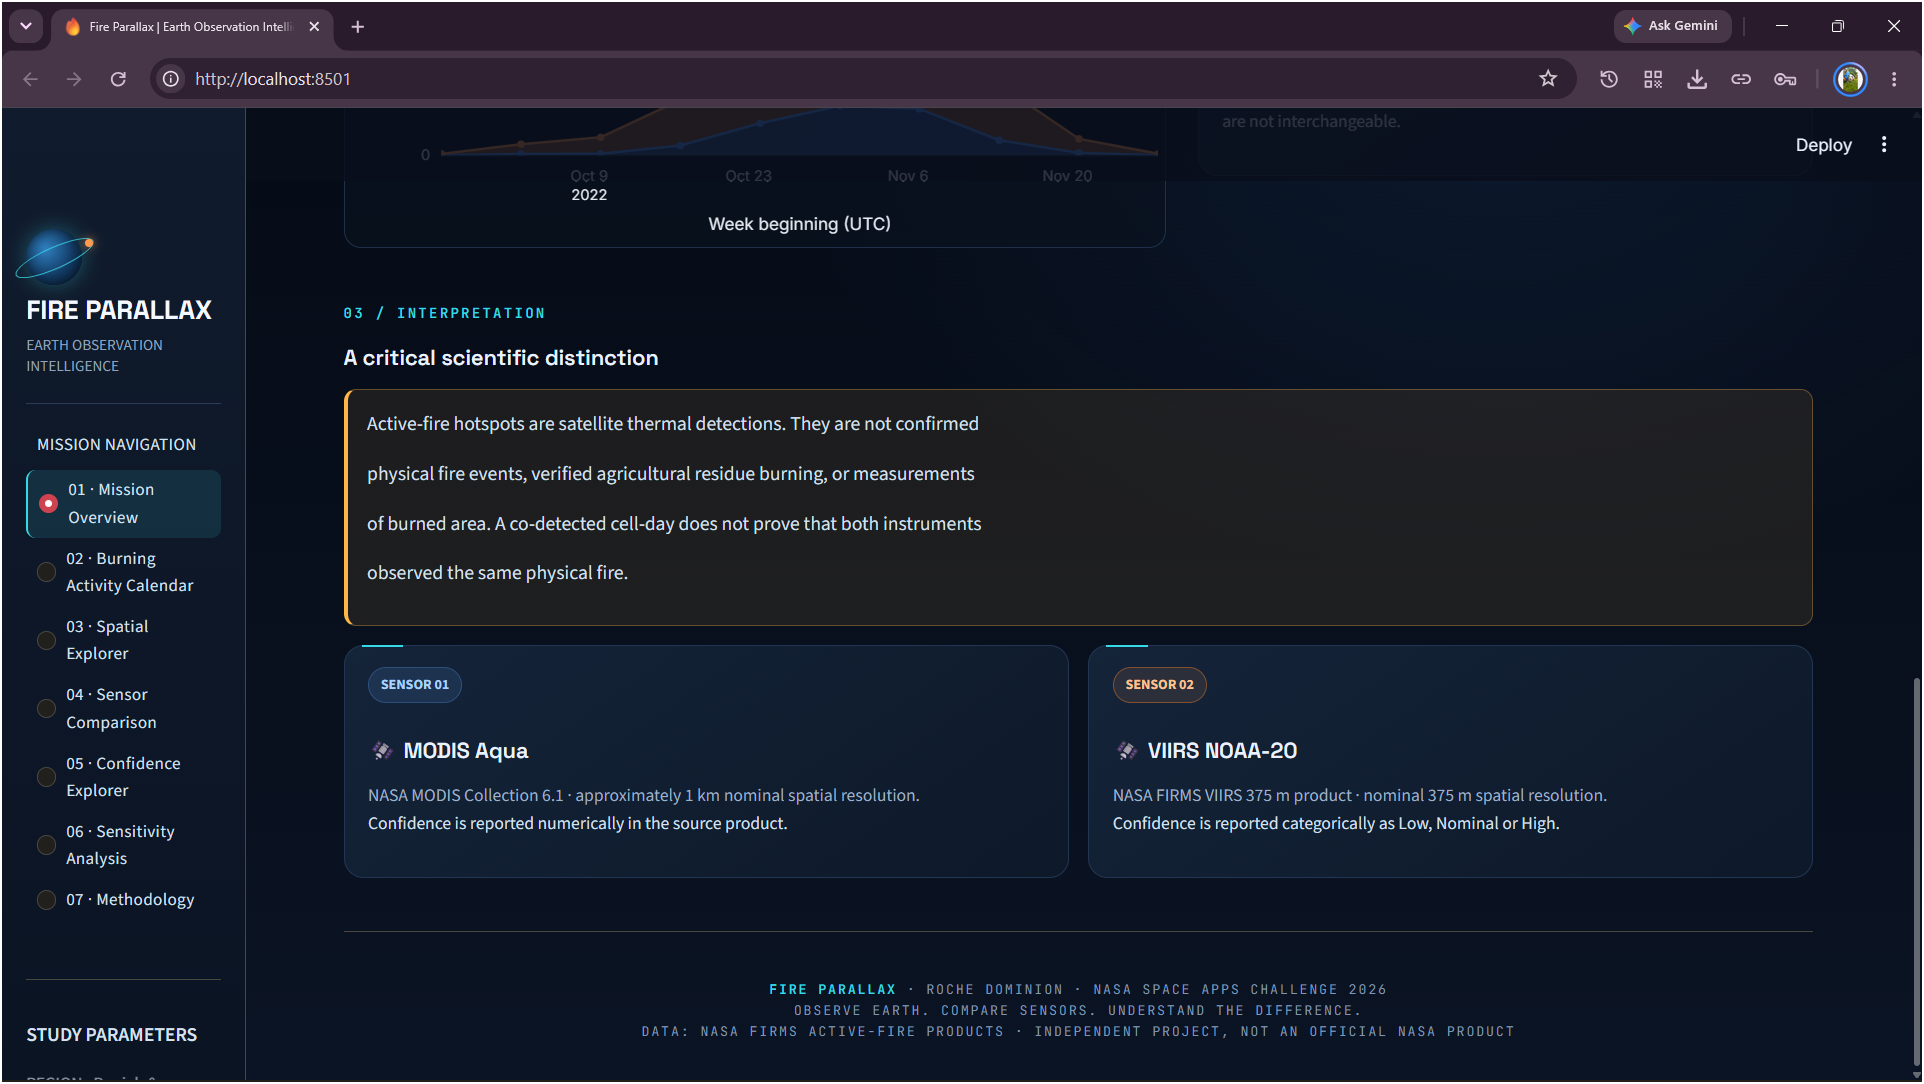 Fire Parallax | Earth Observation Intelli
Ask Gemini
http://localhost:8501
Deploy
FIRE PARALLAX
EARTH OBSERVATION
INTELLIGENCE
MISSION NAVIGATION
01 · Mission
Overview
02 · Burning
Activity Calendar
03 · Spatial
Explorer
04 · Sensor
Comparison
05 · Confidence
Explorer
06 · Sensitivity
Analysis
07 · Methodology
STUDY PARAMETERS
are not interchangeable.
0
Oct 9
2022
Oct 23
Nov 6
Nov 20
Week beginning (UTC)
03 / INTERPRETATION
A critical scientific distinction
Active-fire hotspots are satellite thermal detections. They are not confirmed
physical fire events, verified agricultural residue burning, or measurements
of burned area. A co-detected cell-day does not prove that both instruments
observed the same physical fire.
SENSOR 01
MODIS Aqua
NASA MODIS Collection 6.1 · approximately 1 km nominal spatial resolution.
Confidence is reported numerically in the source product.
SENSOR 02
VIIRS NOAA-20
NASA FIRMS VIIRS 375 m product · nominal 375 m spatial resolution.
Confidence is reported categorically as Low, Nominal or High.
FIRE PARALLAX · ROCHE DOMINION · NASA SPACE APPS CHALLENGE 2026
OBSERVE EARTH. COMPARE SENSORS. UNDERSTAND THE DIFFERENCE.
DATA: NASA FIRMS ACTIVE-FIRE PRODUCTS · INDEPENDENT PROJECT, NOT AN OFFICIAL NASA PRODUCT